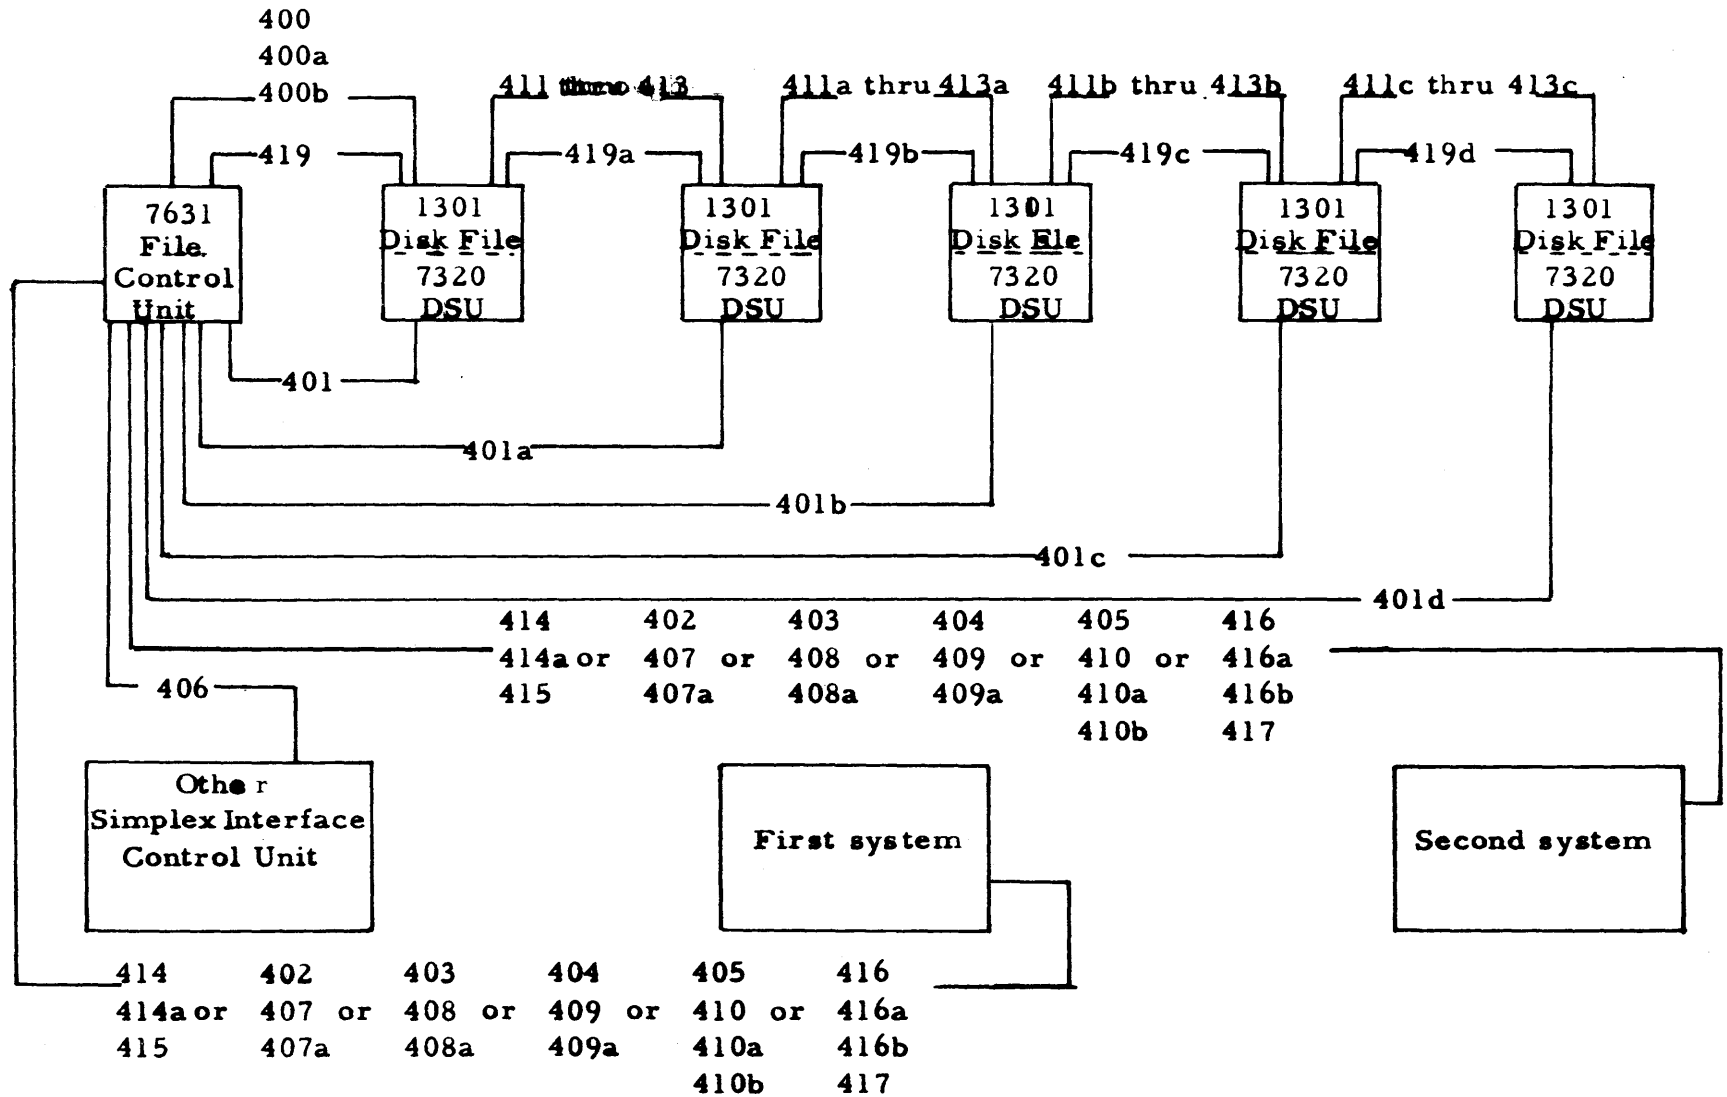 400
400a
400b
411 thru 413
411a thru 413a
411b thru 413b
411c thru 413c
419
419a
419b
419c
419d
7631
File
Control
Unit
1301
Disk File
7320
DSU
1301
Disk File
7320
DSU
1301
Disk File
7320
DSU
1301
Disk File
7320
DSU
1301
Disk File
7320
DSU
401
401a
401b
401c
401d
414 402 403 404 405 416
414a or 407 or 408 or 409 or 410 or 416a
415 407a 408a 409a 410a 416b
410b 417
406
Other
Simplex Interface
Control Unit
First system
Second system
414 402 403 404 405 416
414a or 407 or 408 or 409 or 410 or 416a
415 407a 408a 409a 410a 416b
410b 417